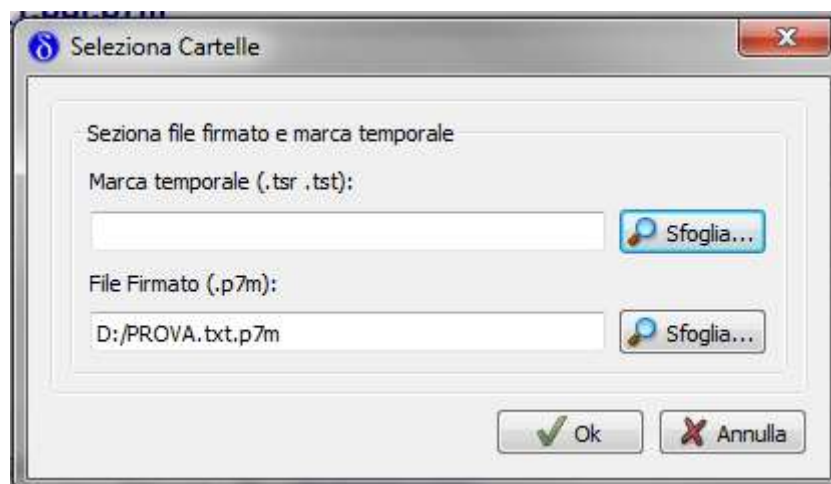 Seleziona Cartelle
Seziona file firmato e marca temporale
Marca temporale (.tsr .tst):
Sfoglia...
File Firmato (.p7m):
D:/PROVA.txt.p7m
Sfoglia...
Ok
Annulla